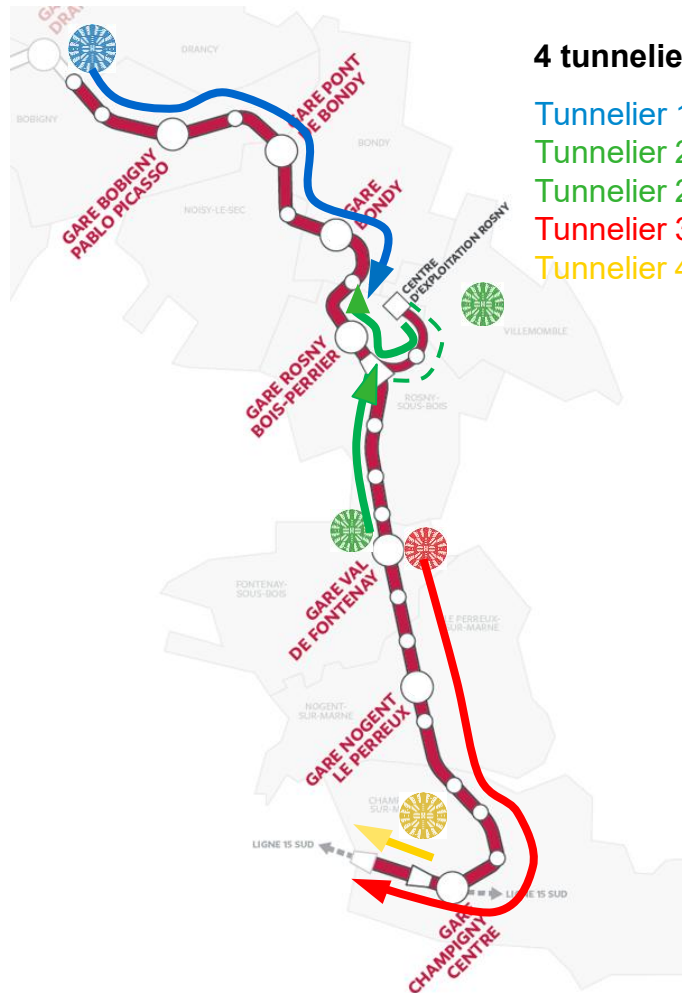 4 tunnelie
Tunnelier 1
Tunnelier 2
Tunnelier 2
Tunnelier 3
Tunnelier 4
GARE
DRANCY
BOBIGNY
GARE PONT
DE BONDY
BONDY
GARE BOBIGNY
PABLO PICASSO
NOISY-LE-SEC
GARE
BONDY
CENTRE
D'EXPLOITATION ROSNY
VILLEMOMBLE
GARE ROSNY
BOIS-PERRIER
ROSNY-
SOUS-BOIS
FONTENAY-
SOUS-BOIS
GARE VAL
DE FONTENAY
LE PERREUX-
SUR-MARNE
NOGENT-
SUR-MARNE
GARE NOGENT
LE PERREUX
LIGNE 15 SUD
LIGNE 15 SUD
GARE
CHAMPIGNY
CENTRE